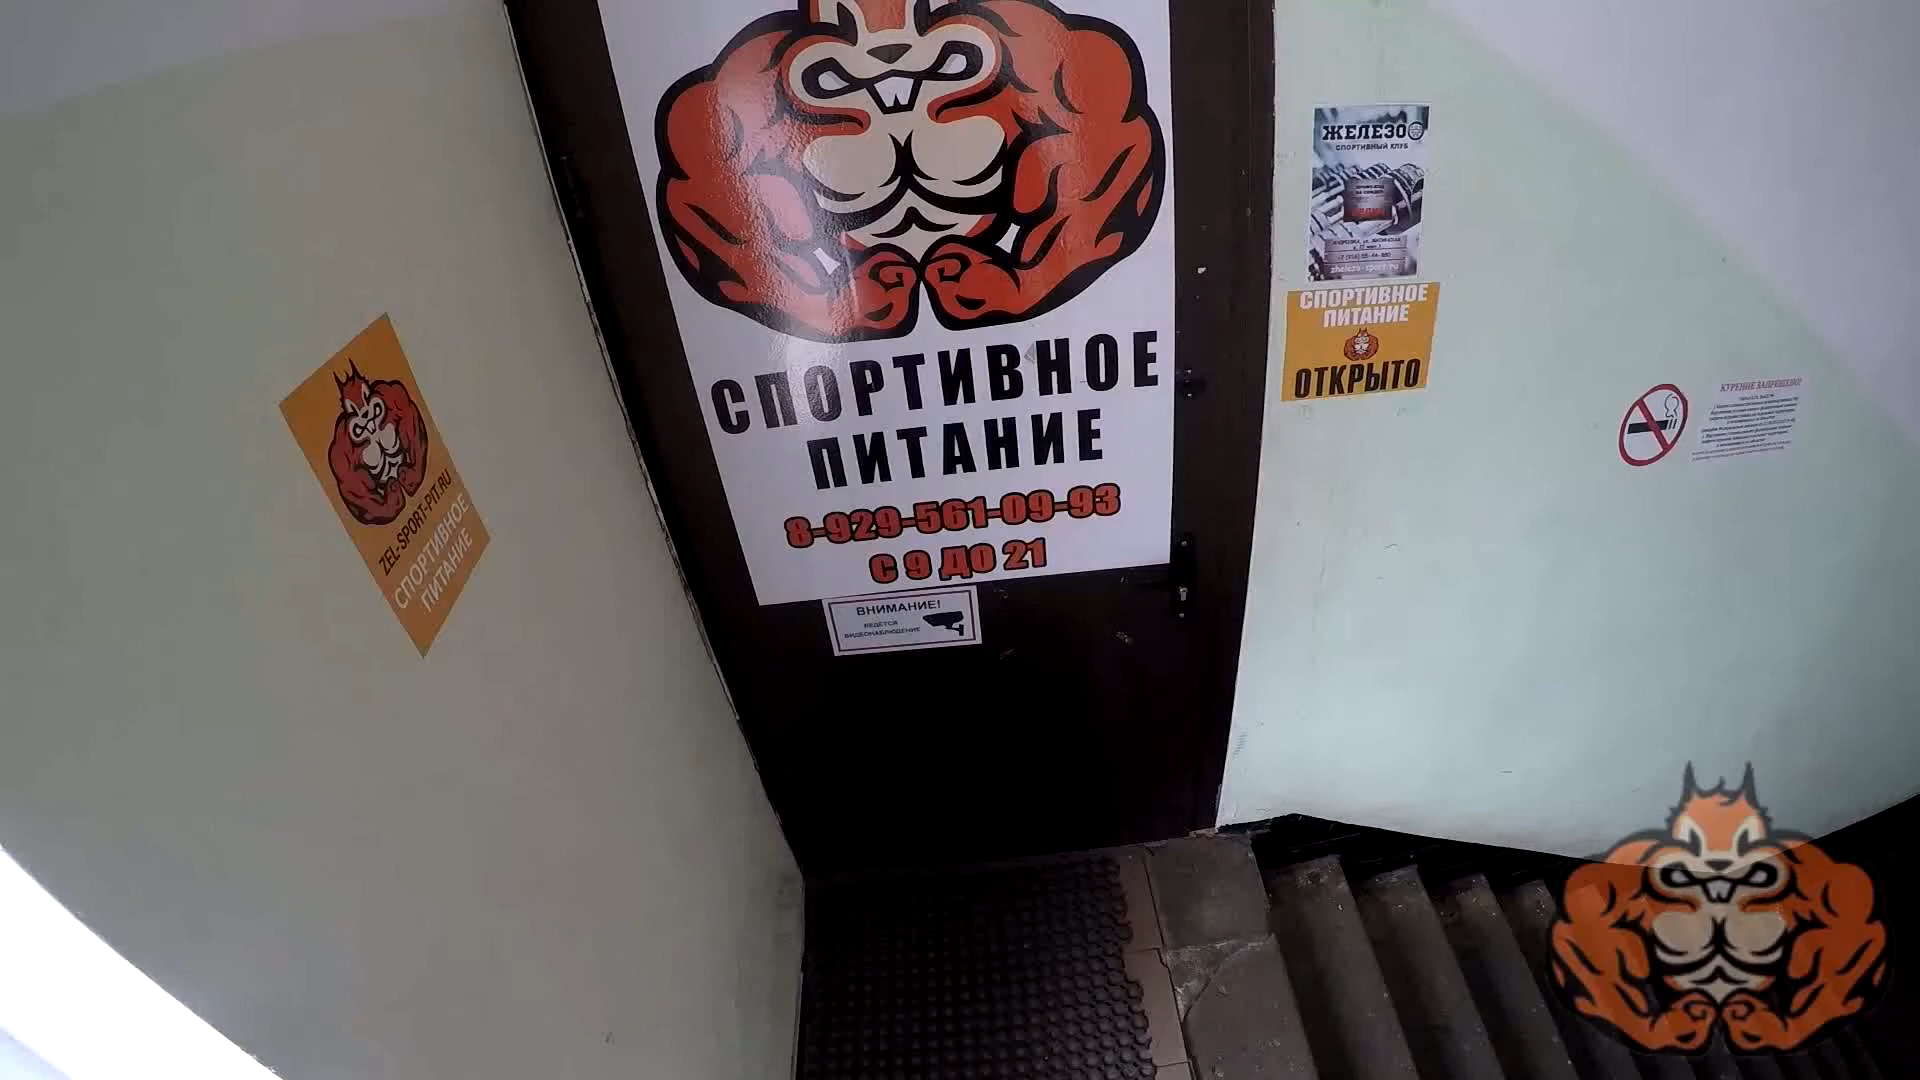 СПОРТИВНОЕ
ПИТАНИЕ
8-929-561-09-93
С 9 ДО 21
ВНИМАНИЕ!
ВЕДЁТСЯ
ВИДЕОНАБЛЮДЕНИЕ
ZEL-SPORT-PIT.RU
СПОРТИВНОЕ
ПИТАНИЕ
ЖЕЛЕЗО
СПОРТИВНЫЙ КЛУБ
zhelezo-sport.ru
СПОРТИВНОЕ
ПИТАНИЕ
ОТКРЫТО
КУРЕНИЕ ЗАПРЕЩЕНО!